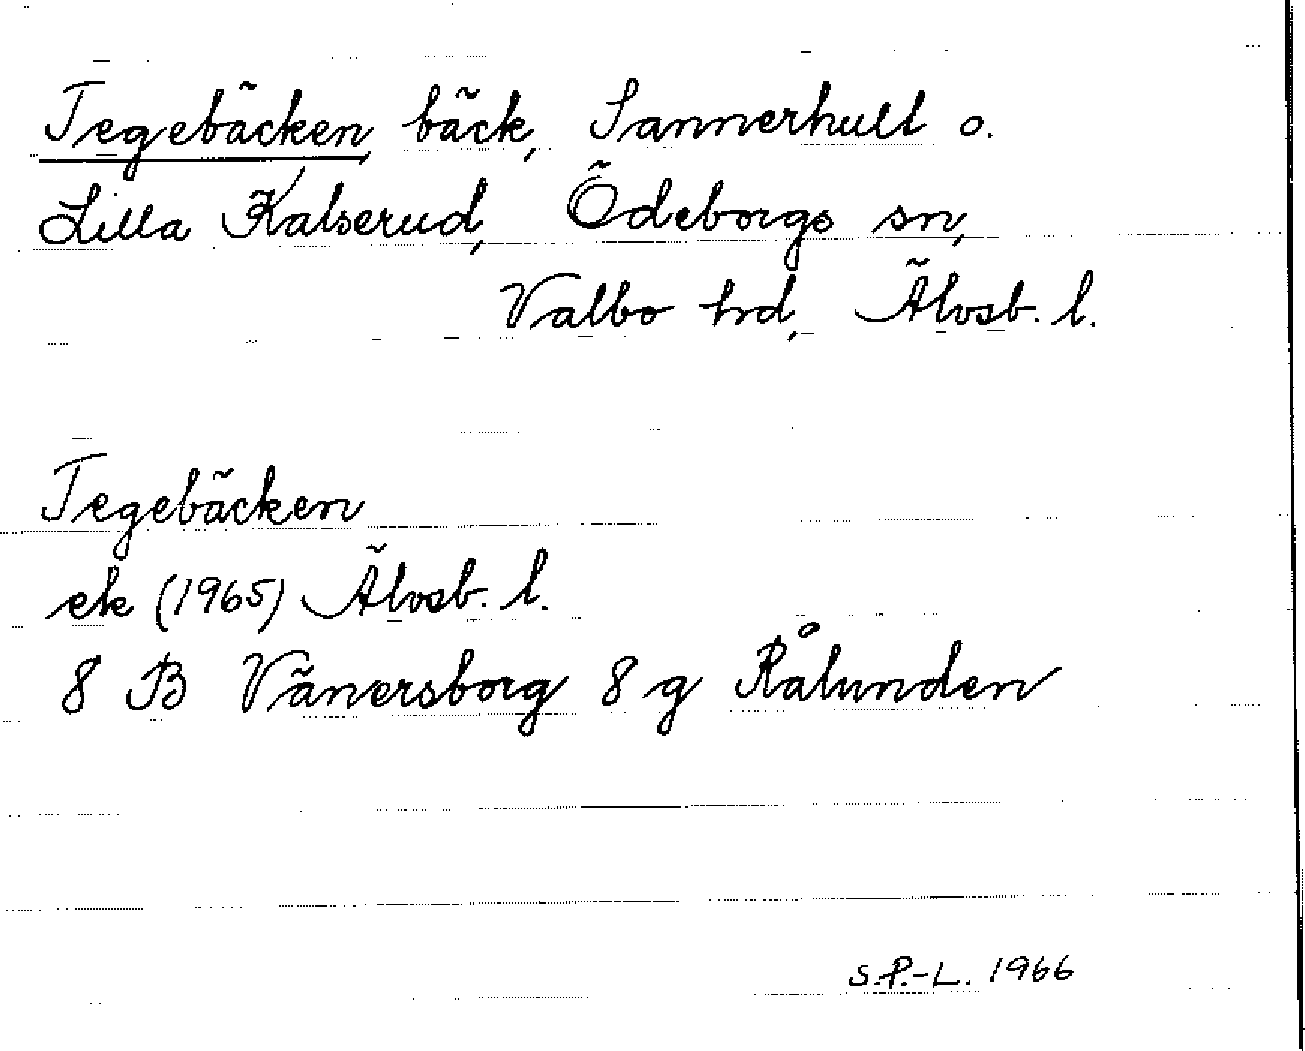 Tegebäcken, bäck, Sannerhult o.
Lilla Kalserud, Ödeborgs sn,
Valbo hd, Älvsb. l.
Tegebäcken
ek (1965) Älvsb. l.
8 B Vänersborg 8 g Rålunden
S.P.-L. 1966